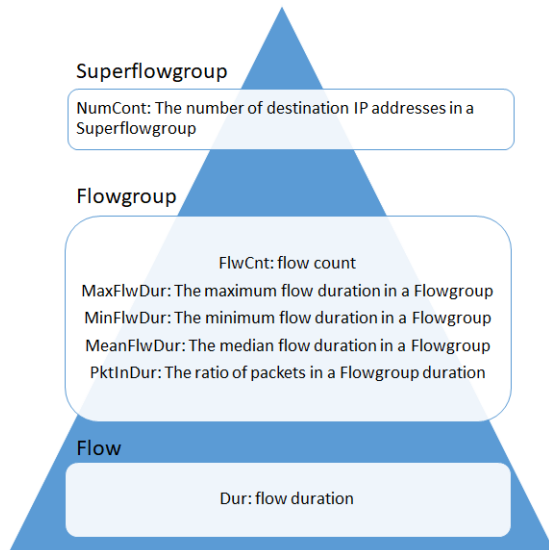 Superflowgroup
NumCont: The number of destination IP addresses in a
Superflowgroup
Flowgroup
FlwCnt: flow count
MaxFlwDur: The maximum flow duration in a Flowgroup
MinFlwDur: The minimum flow duration in a Flowgroup
MeanFlwDur: The median flow duration in a Flowgroup
PktInDur: The ratio of packets in a Flowgroup duration
Flow
Dur: flow duration